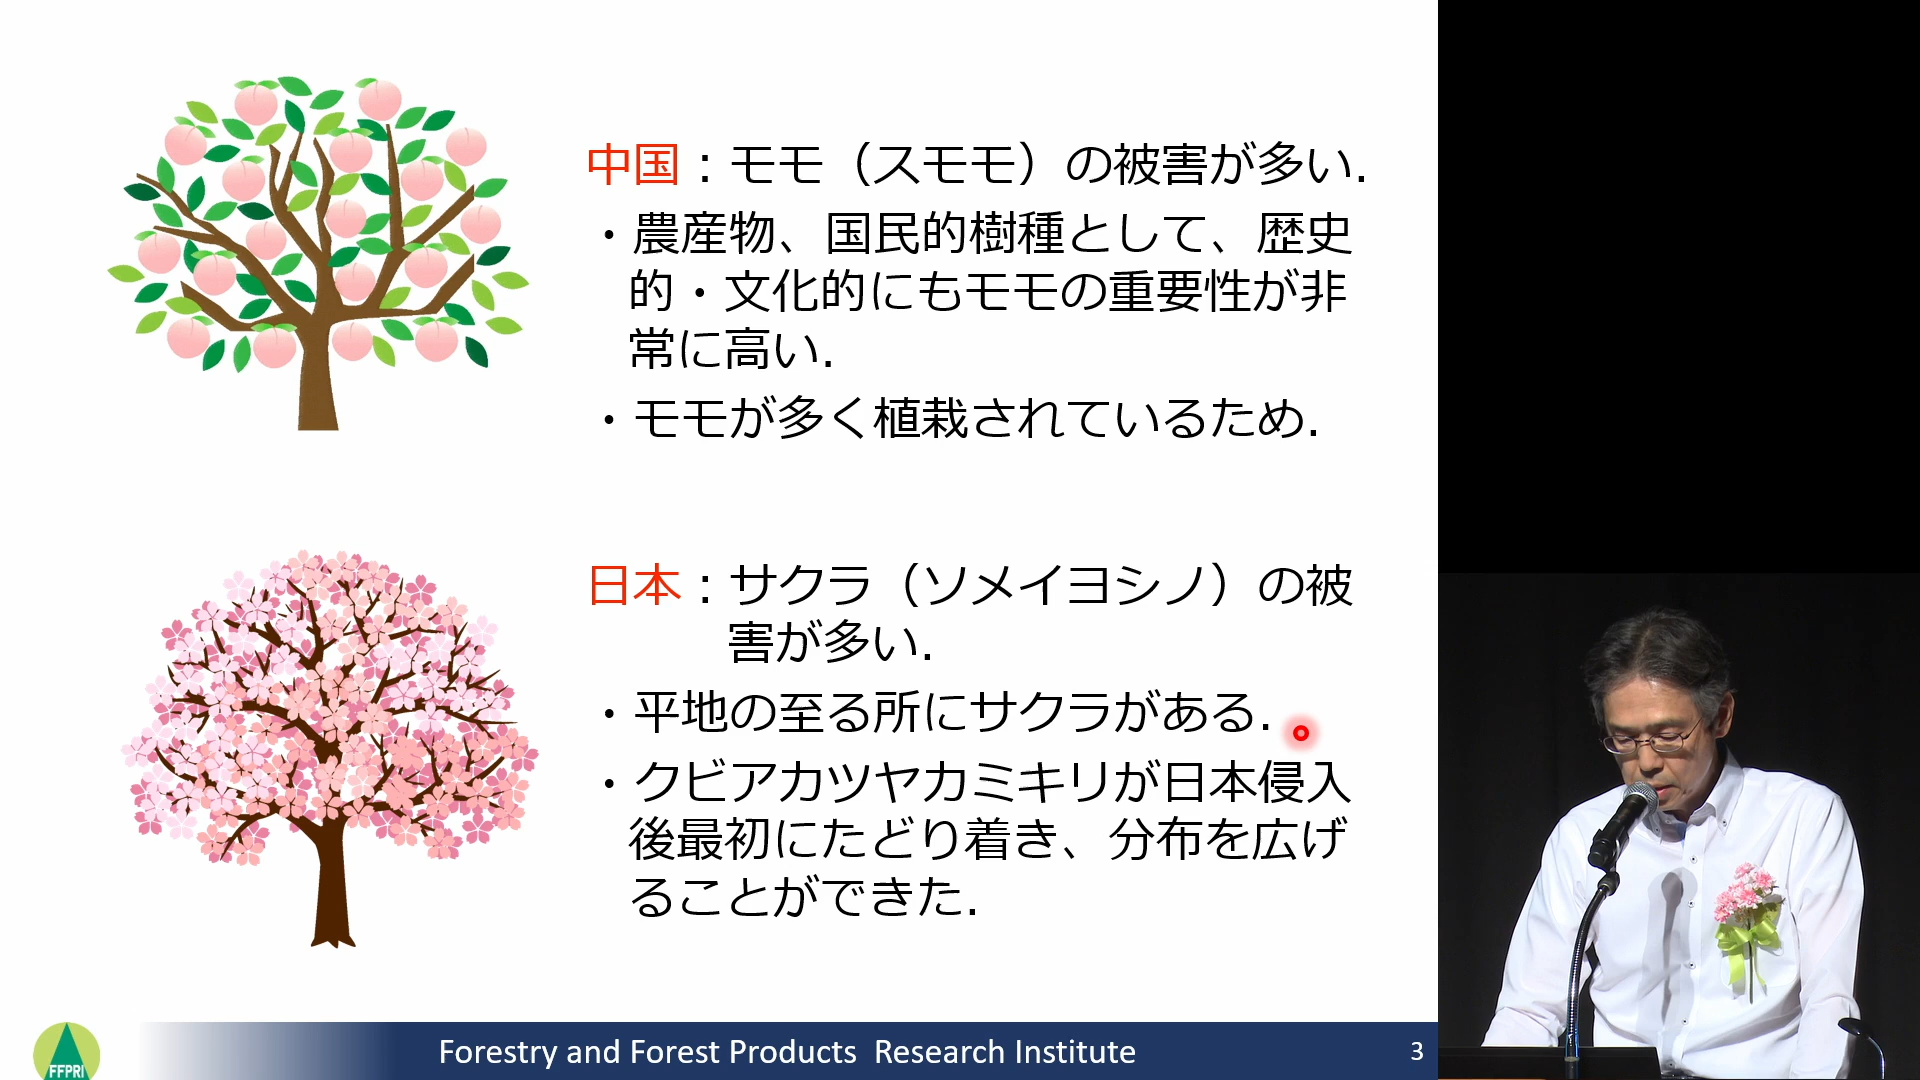 中国：モモ（スモモ）の被害が多い．
・農産物、国民的樹種として、歴史
的・文化的にもモモの重要性が非
常に高い．
・モモが多く植栽されているため．
日本：サクラ（ソメイヨシノ）の被
害が多い．
・平地の至る所にサクラがある．
・クビアカツヤカミキリが日本侵入
後最初にたどり着き、分布を広げ
ることができた．
FFPRI
Forestry and Forest Products Research Institute
3